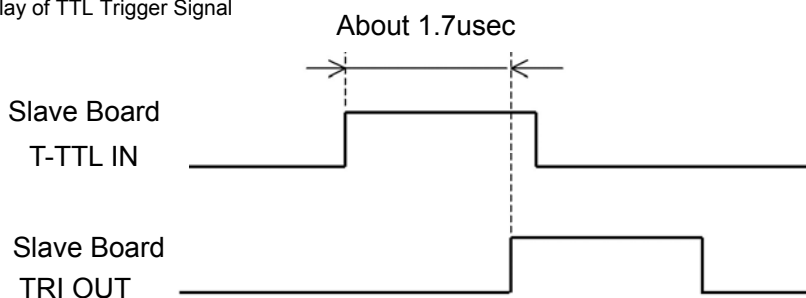 lay of TTL Trigger Signal
About 1.7usec
Slave Board
T-TTL IN
Slave Board
TRI OUT